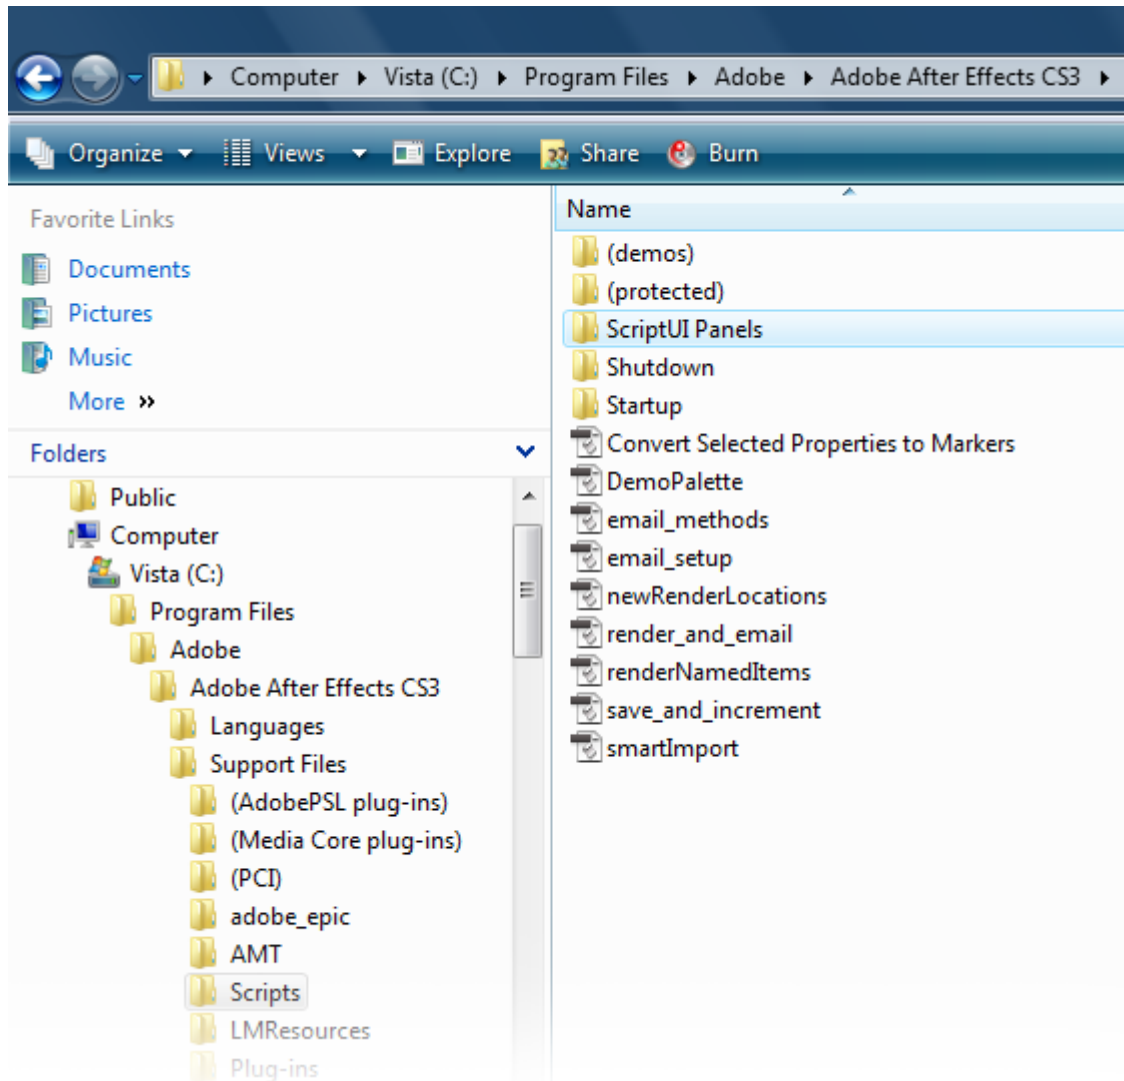 Computer Vista (C:) Program Files Adobe Adobe After Effects CS3
Organize Views Explore Share Burn
Favorite Links
Documents
Pictures
Music
More »
Folders
Public
Computer
Vista (C:)
Program Files
Adobe
Adobe After Effects CS3
Languages
Support Files
(AdobePSL plug-ins)
(Media Core plug-ins)
(PCI)
adobe_epic
AMT
Scripts
LMResources
Plug-ins
Name
(demos)
(protected)
ScriptUI Panels
Shutdown
Startup
Convert Selected Properties to Markers
DemoPalette
email_methods
email_setup
newRenderLocations
render_and_email
renderNamedItems
save_and_increment
smartImport